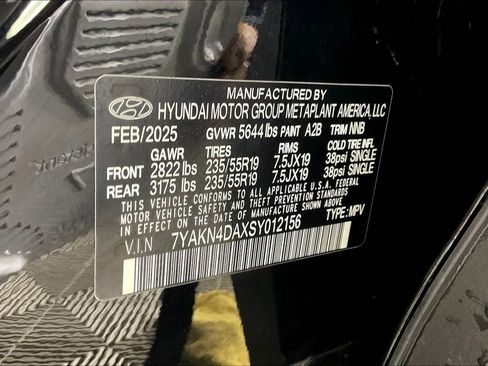 MANUFACTURED BY
HYUNDAI MOTOR GROUP METAPLANT AMERICA, LLC
FEB/2025 GVWR 5644 lbs PAINT A2B TRIM NNB
GAWR TIRES RIMS COLD TIRE INFL
FRONT 2822 lbs 235/55R19 7.5JX19 38psi SINGLE
REAR 3175 lbs 235/55R19 7.5JX19 38psi SINGLE
THIS VEHICLE CONFORMS TO ALL APPLICABLE U.S.A.
FEDERAL MOTOR VEHICLE SAFETY STANDARDS IN
EFFECT ON THE DATE OF MANUFACTURE SHOWN ABOVE.
V.I.N 7YAKN4DAXSY012156 TYPE: MPV